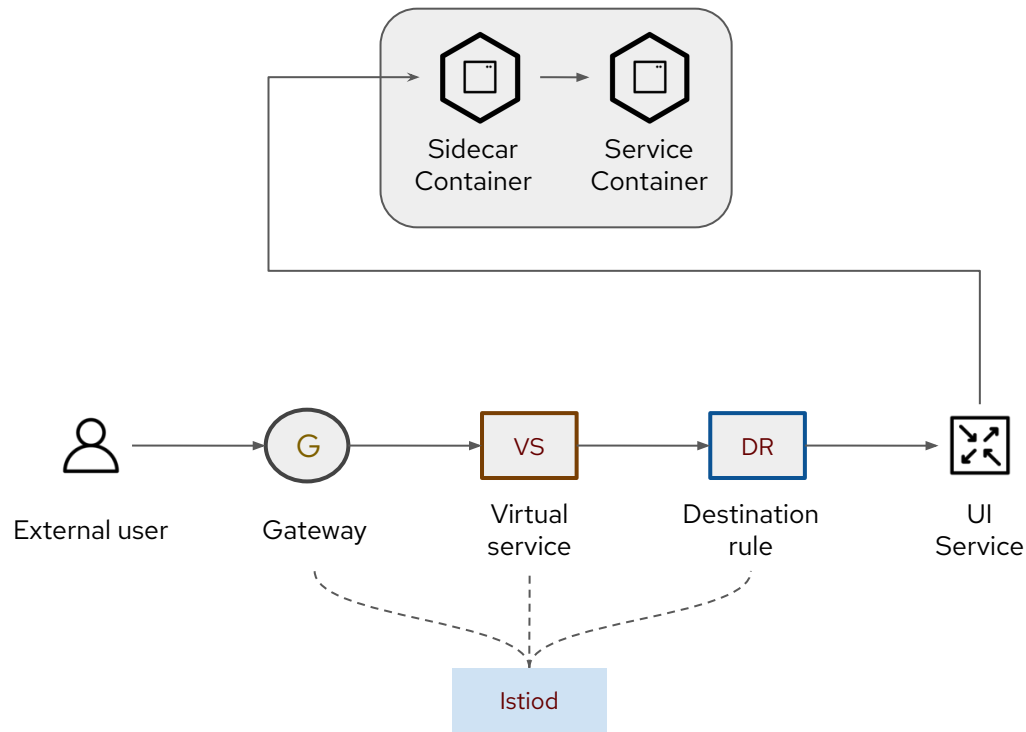 Sidecar
Container
Service
Container
G
VS
DR
External user
Gateway
Virtual
service
Destination
rule
UI
Service
Istiod